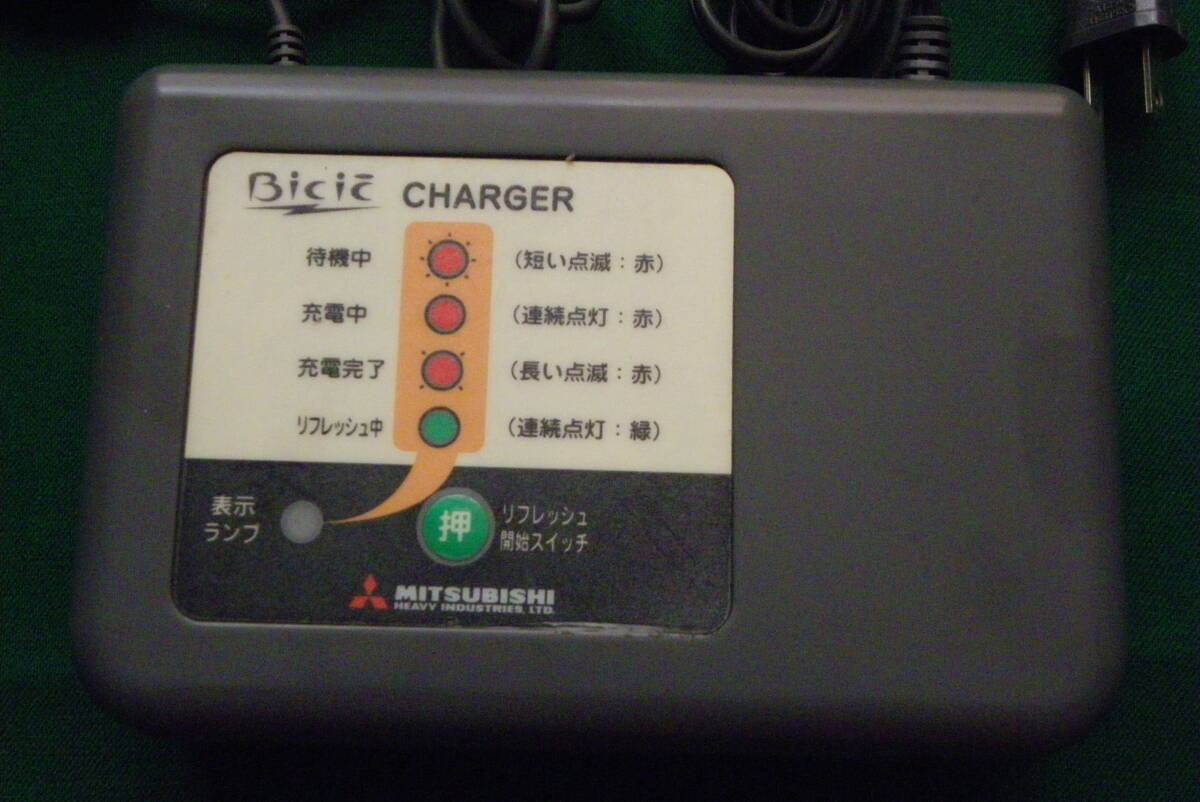 Bicic CHARGER
待機中 (短い点滅:赤)
充電中 (連続点灯:赤)
充電完了 (長い点滅:赤)
リフレッシュ中 (連続点灯:緑)
表示
ランプ
押
リフレッシュ
開始スイッチ
MITSUBISHI
HEAVY INDUSTRIES, LTD.